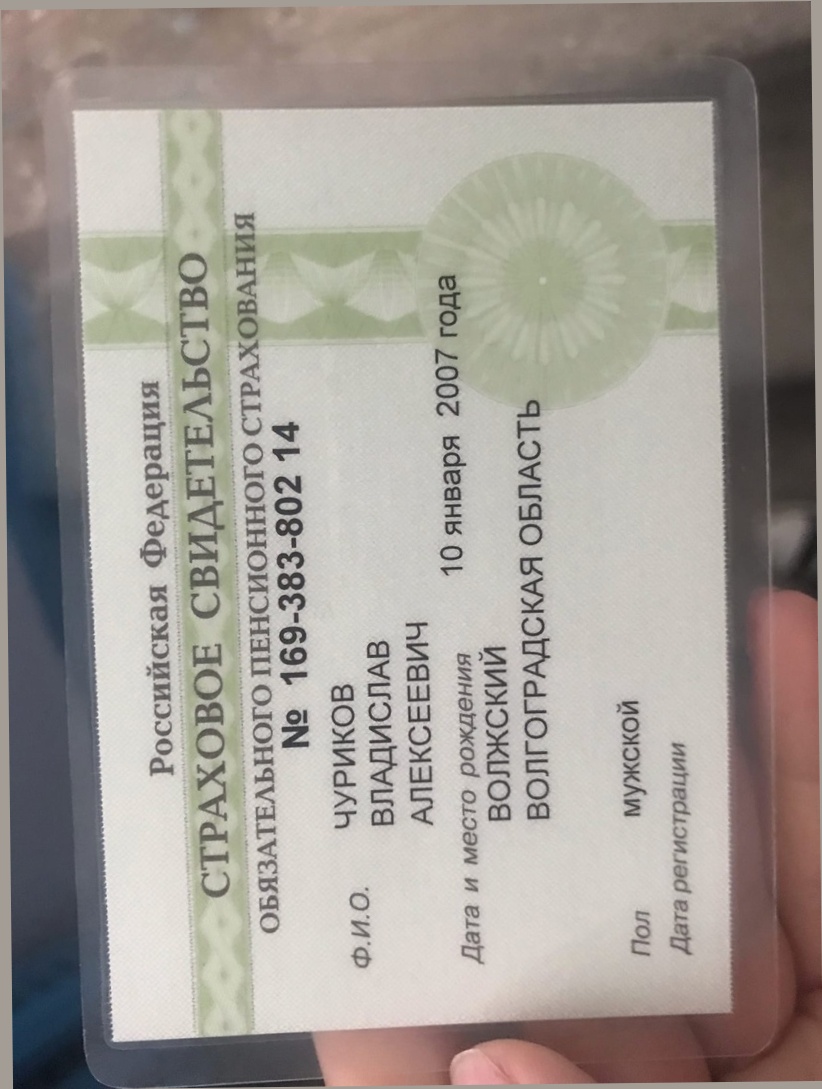 Российская Федерация
СТРАХОВОЕ СВИДЕТЕЛЬСТВО
ОБЯЗАТЕЛЬНОГО ПЕНСИОННОГО СТРАХОВАНИЯ
№ 169-383-802 14
Ф.И.О. ЧУРИКОВ
ВЛАДИСЛАВ
АЛЕКСЕЕВИЧ
Дата и место рождения 10 января 2007 года
ВОЛЖСКИЙ
ВОЛГОГРАДСКАЯ ОБЛАСТЬ
Пол мужской
Дата регистрации